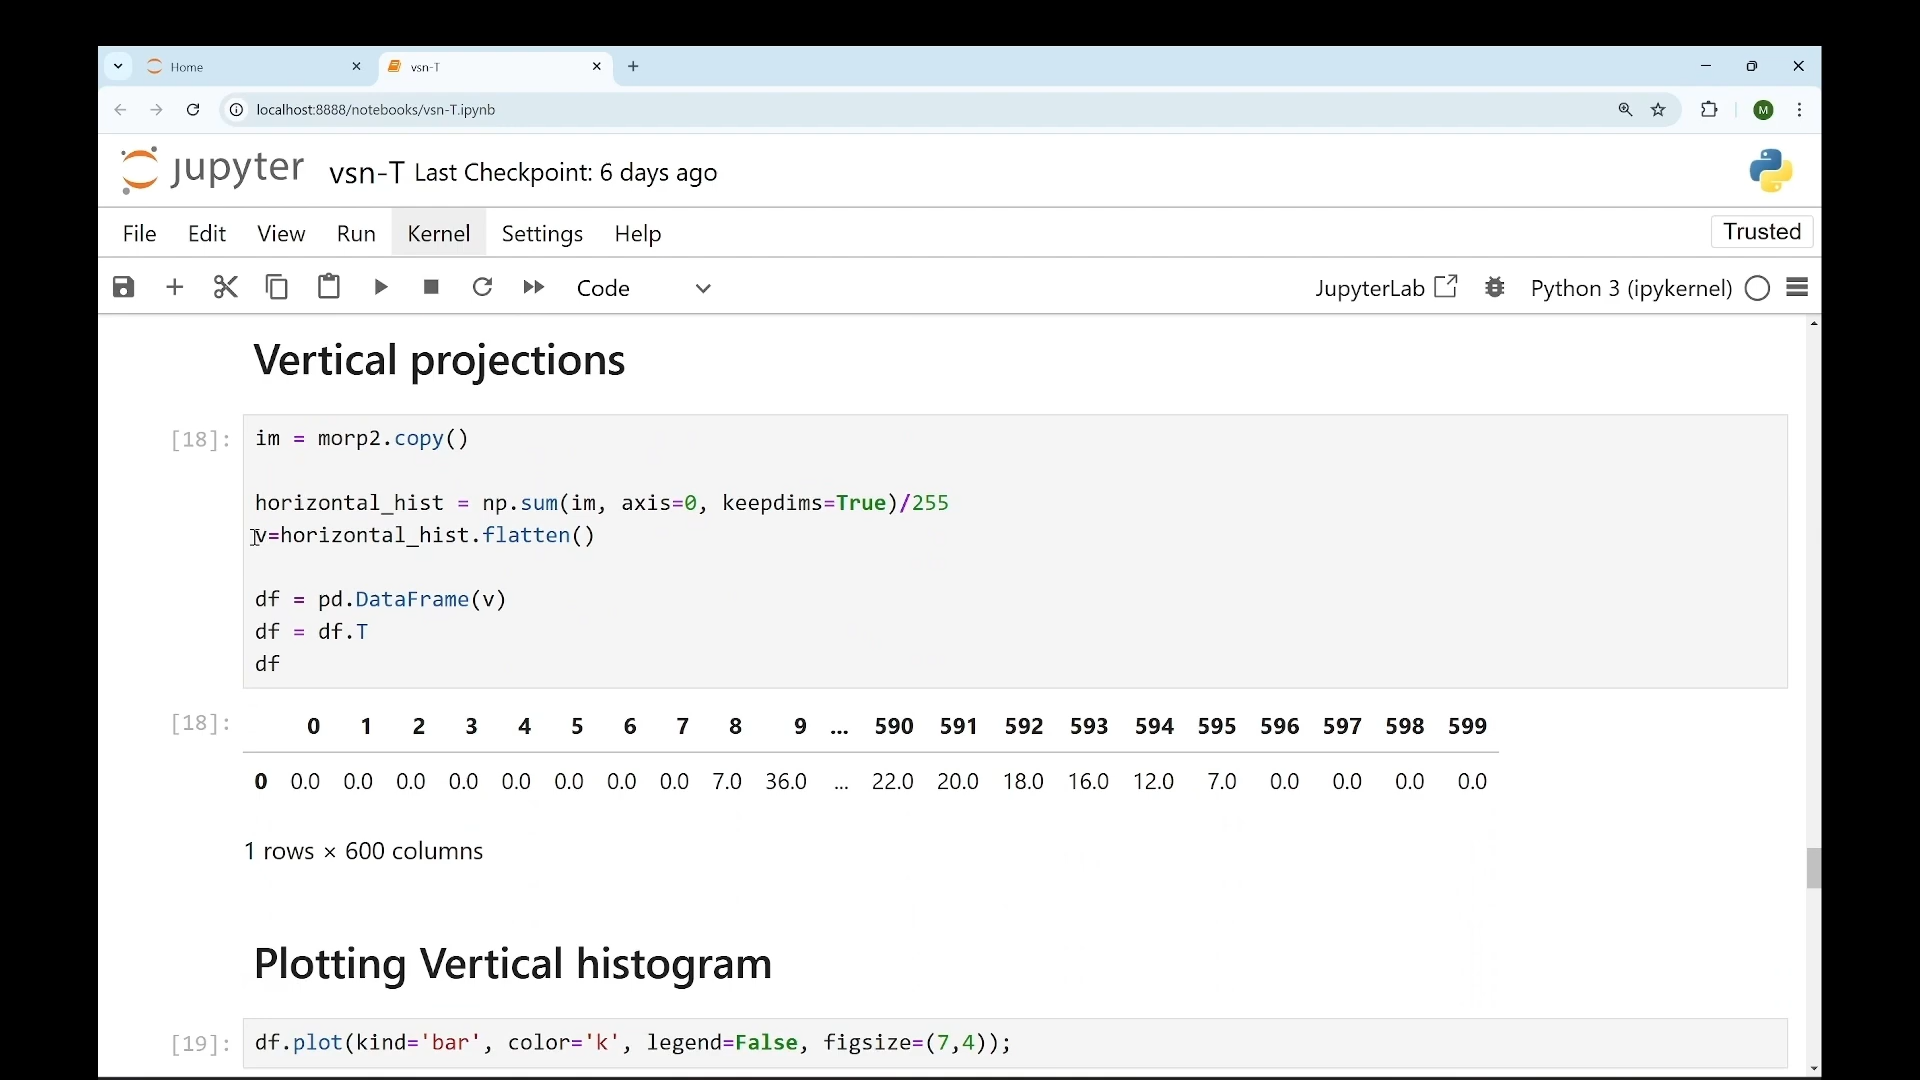 Home
vsn-T
localhost:8888/notebooks/vsn-T.ipynb
M
jupyter vsn-T Last Checkpoint: 6 days ago
File Edit View Run Kernel Settings Help
Trusted
Code
JupyterLab
Python 3 (ipykernel)
Vertical projections
[18]:
im = morp2.copy()
horizontal_hist = np.sum(im, axis=0, keepdims=True)/255
v=horizontal_hist.flatten()
df = pd.DataFrame(v)
df = df.T
df
[18]:
0 1 2 3 4 5 6 7 8 9 ... 590 591 592 593 594 595 596 597 598 599
0 0.0 0.0 0.0 0.0 0.0 0.0 0.0 0.0 7.0 36.0 ... 22.0 20.0 18.0 16.0 12.0 7.0 0.0 0.0 0.0 0.0
1 rows × 600 columns
Plotting Vertical histogram
[19]:
df.plot(kind='bar', color='k', legend=False, figsize=(7,4));